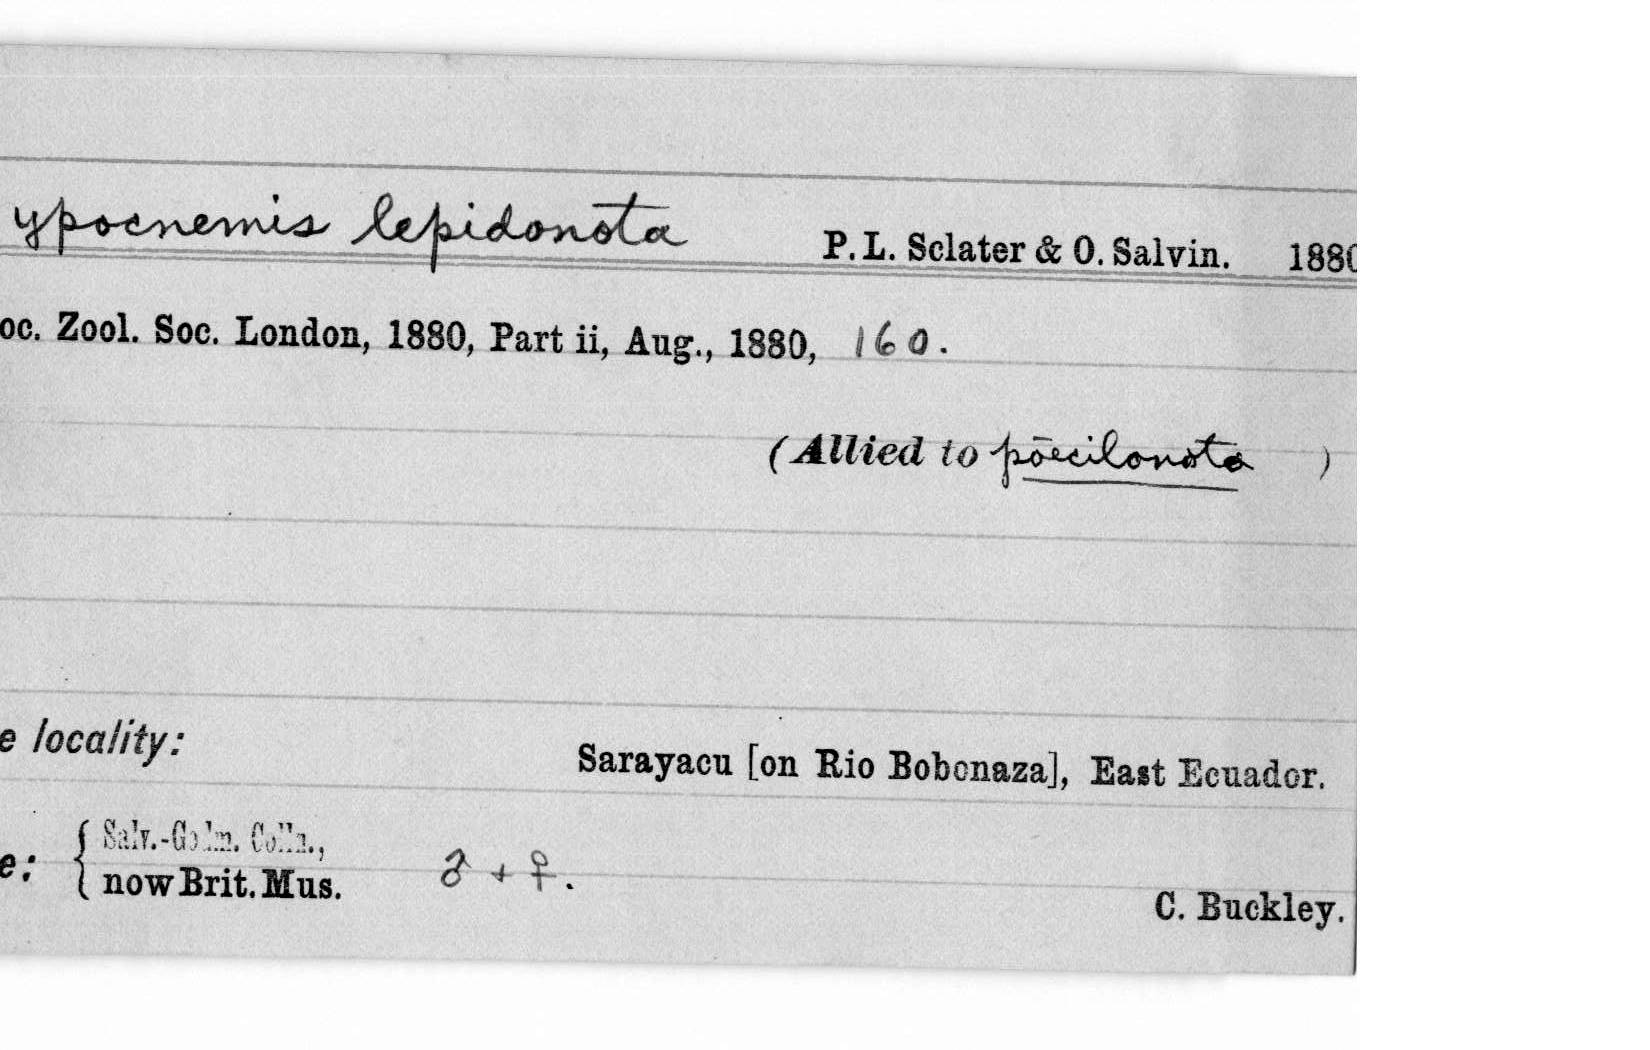 ypocnemis lepidonota P. L. Sclater & O. Salvin. 1880
oc. Zool. Soc. London, 1880, Part ii, Aug., 1880, 160.
(Allied to pōecilonota )
e locality: Sarayacu [on Rio Bobonaza], East Ecuador.
Salv.-Godm. Colln.,
e: { now Brit. Mus. ♂ + ♀.
C. Buckley.